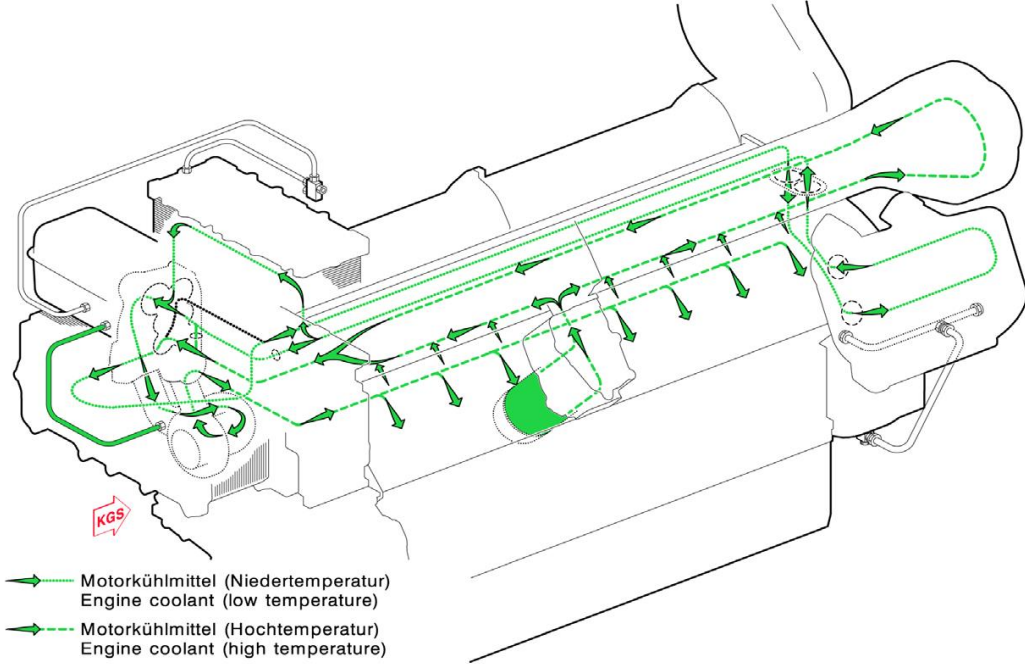 KGS
Motorkühlmittel (Niedertemperatur)
Engine coolant (low temperature)
Motorkühlmittel (Hochtemperatur)
Engine coolant (high temperature)